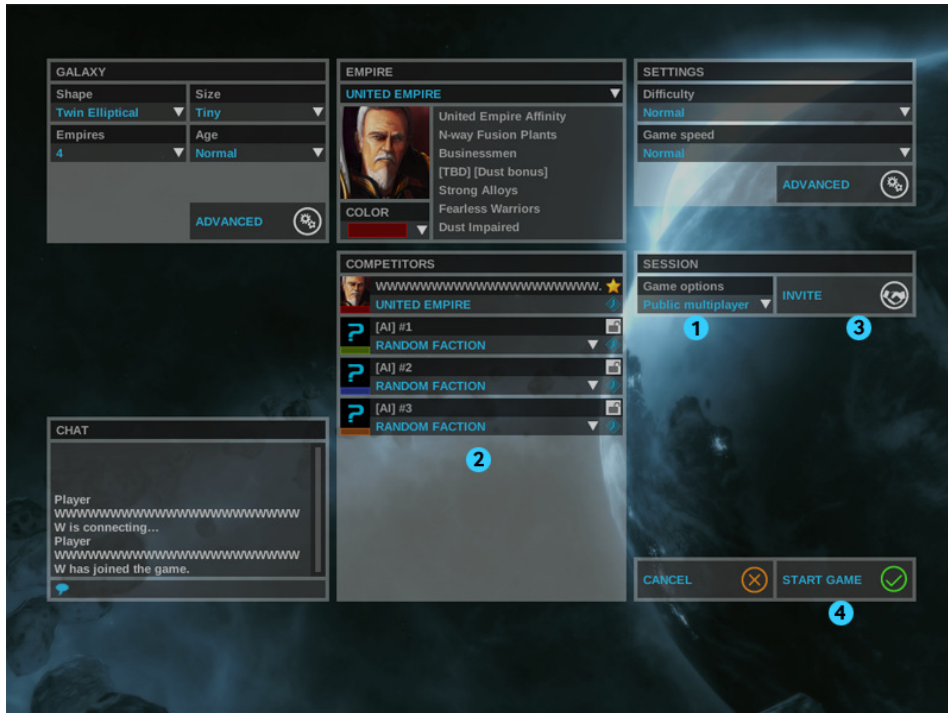 GALAXY
Shape
Size
Twin Elliptical
Tiny
Empires
Age
4
Normal
ADVANCED
EMPIRE
UNITED EMPIRE
United Empire Affinity
N-way Fusion Plants
Businessmen
[TBD] [Dust bonus]
Strong Alloys
Fearless Warriors
Dust Impaired
COLOR
SETTINGS
Difficulty
Normal
Game speed
Normal
ADVANCED
COMPETITORS
WWWWWWWWWWWWWWWWWWWW.
UNITED EMPIRE
? [AI] #1
RANDOM FACTION
? [AI] #2
RANDOM FACTION
? [AI] #3
RANDOM FACTION
2
SESSION
Game options
Public multiplayer
INVITE
1
3
CHAT
Player
WWWWWWWWWWWWWWWWWWWWWWW
W is connecting...
Player
WWWWWWWWWWWWWWWWWWWWWWW
W has joined the game.
CANCEL
START GAME
4